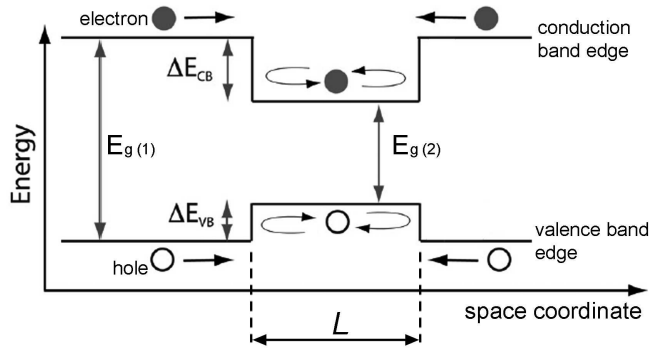 electron
conduction
band edge
ΔE_CB
E_g (1)
E_g (2)
Energy
ΔE_VB
valence band
edge
hole
L
space coordinate